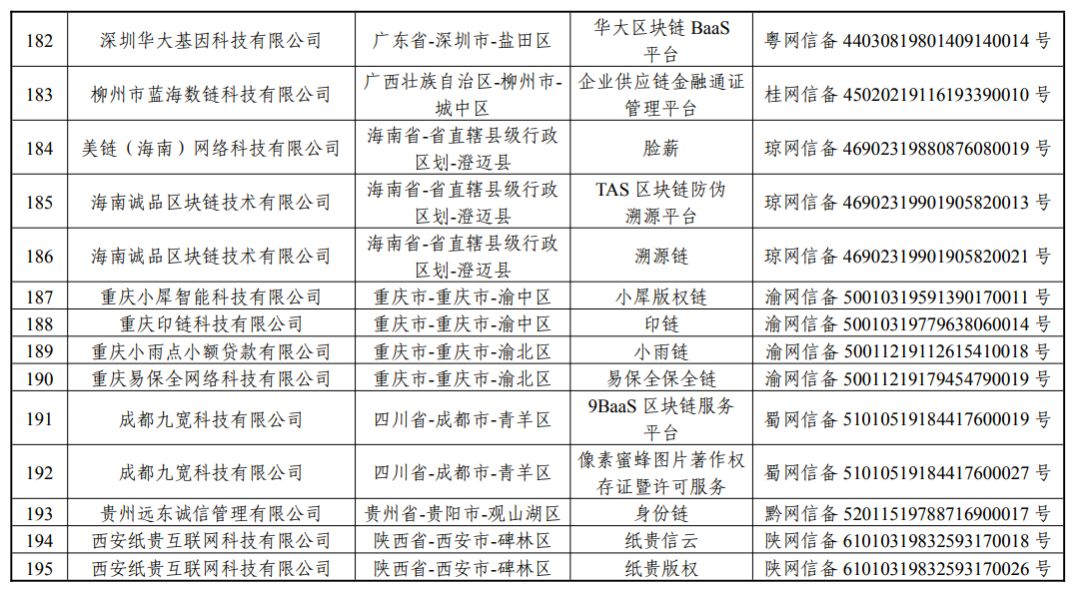 182 深圳华大基因科技有限公司 广东省-深圳市-盐田区 华大区块链 BaaS
平台 粤网信备 44030819801409140014 号
183 柳州市蓝海数链科技有限公司 广西壮族自治区-柳州市-
城中区 企业供应链金融通证
管理平台 桂网信备 45020219116193390010 号
184 美链（海南）网络科技有限公司 海南省-省直辖县级行政
区划-澄迈县 脸薪 琼网信备 46902319880876080019 号
185 海南诚品区块链技术有限公司 海南省-省直辖县级行政
区划-澄迈县 TAS 区块链防伪
溯源平台 琼网信备 46902319901905820013 号
186 海南诚品区块链技术有限公司 海南省-省直辖县级行政
区划-澄迈县 溯源链 琼网信备 46902319901905820021 号
187 重庆小犀智能科技有限公司 重庆市-重庆市-渝中区 小犀版权链 渝网信备 50010319591390170011 号
188 重庆印链科技有限公司 重庆市-重庆市-渝中区 印链 渝网信备 50010319779638060014 号
189 重庆小雨点小额贷款有限公司 重庆市-重庆市-渝北区 小雨链 渝网信备 50011219112615410018 号
190 重庆易保全网络科技有限公司 重庆市-重庆市-渝北区 易保全保全链 渝网信备 50011219179454790019 号
191 成都九宽科技有限公司 四川省-成都市-青羊区 9BaaS 区块链服务
平台 蜀网信备 51010519184417600019 号
192 成都九宽科技有限公司 四川省-成都市-青羊区 像素蜜蜂图片著作权
存证暨许可服务 蜀网信备 51010519184417600027 号
193 贵州远东诚信管理有限公司 贵州省-贵阳市-观山湖区 身份链 黔网信备 52011519788716900017 号
194 西安纸贵互联网科技有限公司 陕西省-西安市-碑林区 纸贵信云 陕网信备 61010319832593170018 号
195 西安纸贵互联网科技有限公司 陕西省-西安市-碑林区 纸贵版权 陕网信备 61010319832593170026 号